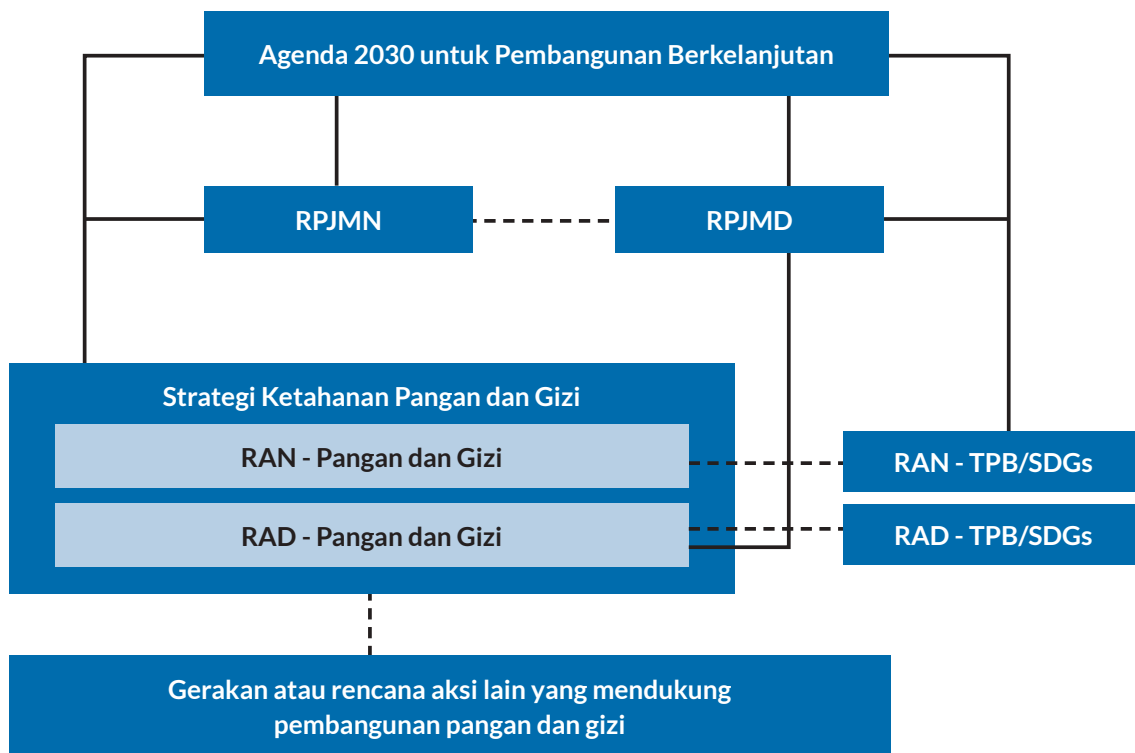 Agenda 2030 untuk Pembangunan Berkelanjutan
RPJMN
RPJMD
Strategi Ketahanan Pangan dan Gizi
RAN - Pangan dan Gizi
RAN - TPB/SDGs
RAD - Pangan dan Gizi
RAD - TPB/SDGs
Gerakan atau rencana aksi lain yang mendukung
pembangunan pangan dan gizi